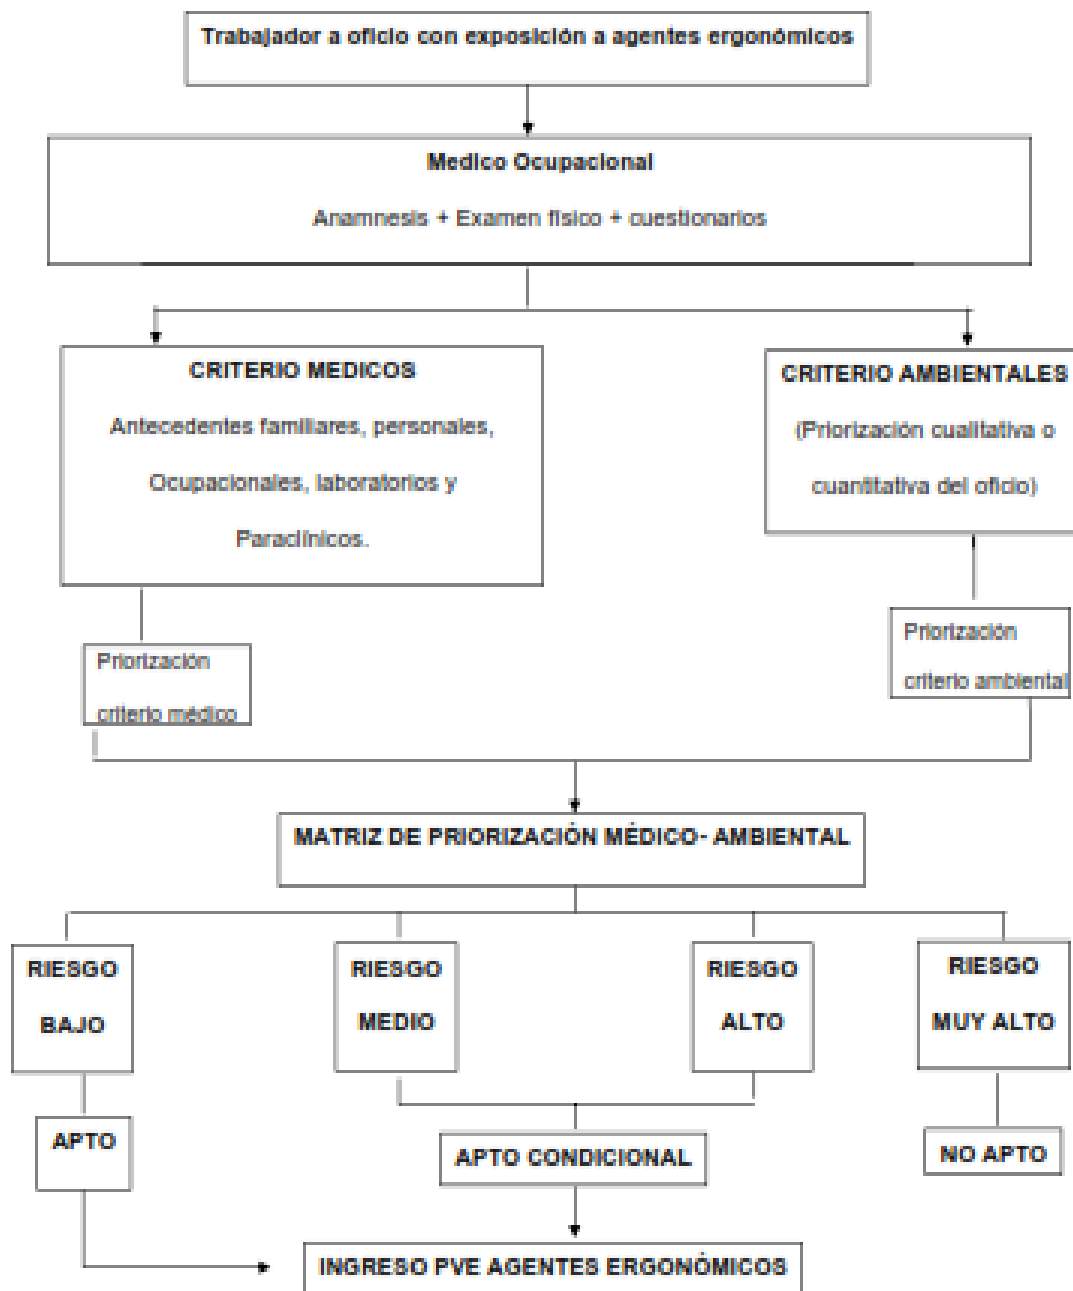 Trabajador a oficio con exposición a agentes ergonómicos
Medico Ocupacional
Anamnesis + Examen físico + cuestionarios
CRITERIO MEDICOS
Antecedentes familiares, personales,
Ocupacionales, laboratorios y
Paraclínicos.
CRITERIO AMBIENTALES
(Priorización cualitativa o
cuantitativa del oficio)
Priorización
criterio médico
Priorización
criterio ambiental
MATRIZ DE PRIORIZACIÓN MÉDICO- AMBIENTAL
RIESGO
BAJO
RIESGO
MEDIO
RIESGO
ALTO
RIESGO
MUY ALTO
APTO
APTO CONDICIONAL
NO APTO
INGRESO PVE AGENTES ERGONÓMICOS